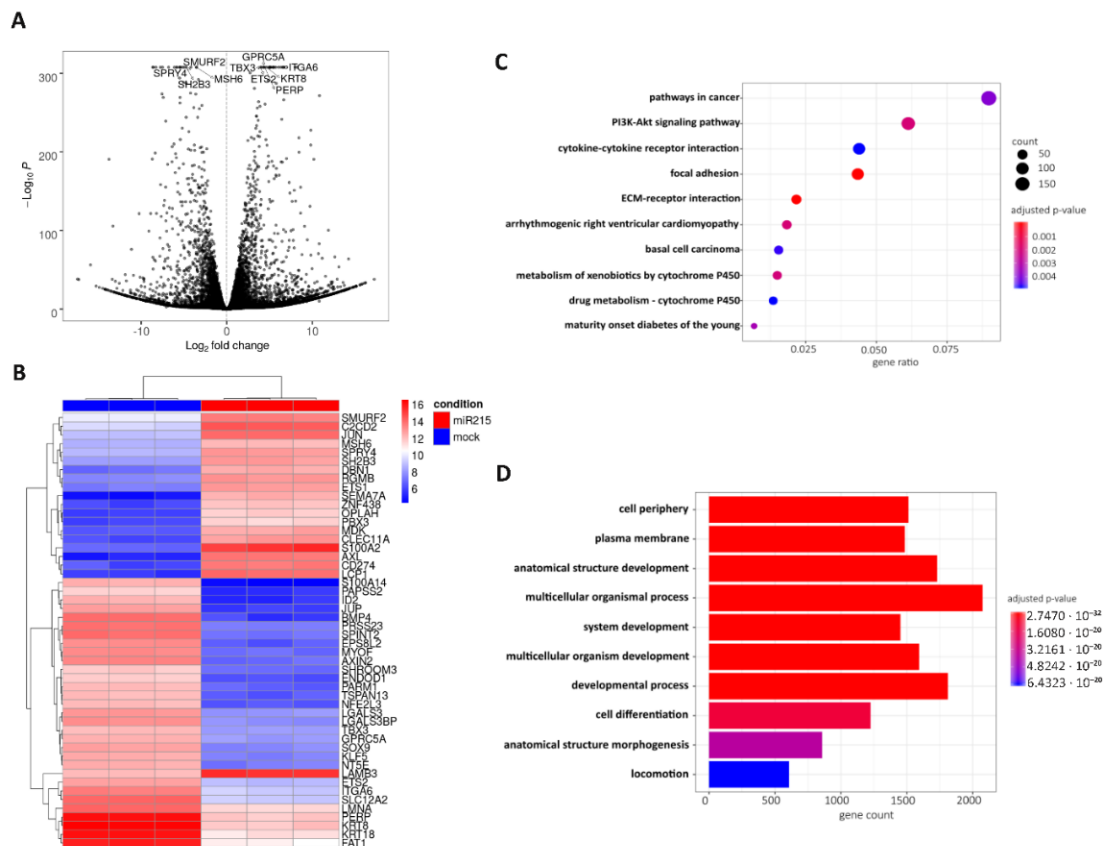 A
300
200
100
0
-10
0
10
−Log10 P
Log2 fold change
SMURF2
GPRC5A
SPRY4
TBX3
ITGA6
SH2B3
MSH6
ETS2
KRT8
PERP
B
16
14
12
10
8
6
condition
miR215
mock
SMURF2
C2CD2
JUN
MSH6
SPRY4
SH2B3
DBN1
RGMB
ETS1
SEMA7A
ZNF438
OPLAH
PBX3
MDK
CLEC11A
S100A2
AXL
CD274
LCP1
S100A14
PAPSS2
ID2
JUP
BMP4
PRSS23
SPINT2
EPS8L2
MYOF
AXIN2
SHROOM3
ENDOD1
PARM1
TSPAN13
NFE2L3
LGALS3
LGALS3BP
TBX3
GPRC5A
SOX9
KLF5
NT5E
LAMB3
ETS2
ITGA6
SLC12A2
LMNA
PERP
KRT8
KRT18
FAT1
C
pathways in cancer
PI3K-Akt signaling pathway
cytokine-cytokine receptor interaction
focal adhesion
ECM-receptor interaction
arrhythmogenic right ventricular cardiomyopathy
basal cell carcinoma
metabolism of xenobiotics by cytochrome P450
drug metabolism - cytochrome P450
maturity onset diabetes of the young
0.025
0.050
0.075
gene ratio
count
50
100
150
adjusted p-value
0.001
0.002
0.003
0.004
D
cell periphery
plasma membrane
anatomical structure development
multicellular organismal process
system development
multicellular organism development
developmental process
cell differentiation
anatomical structure morphogenesis
locomotion
0
500
1000
1500
2000
gene count
adjusted p-value
2.7470 · 10⁻³²
1.6080 · 10⁻²⁰
3.2161 · 10⁻²⁰
4.8242 · 10⁻²⁰
6.4323 · 10⁻²⁰